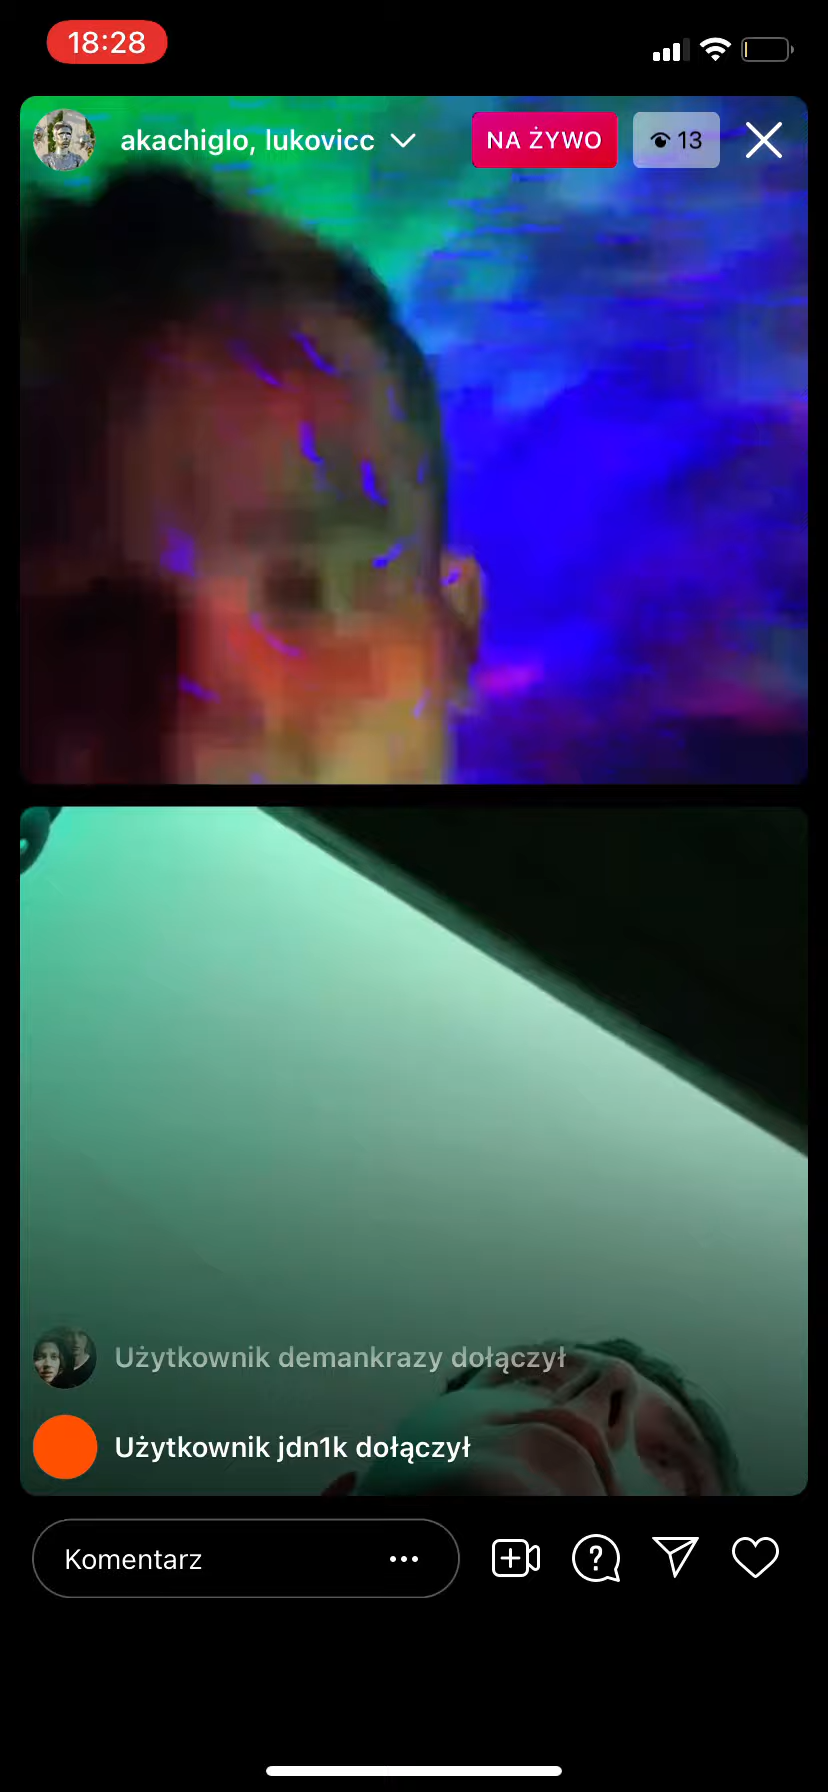 18:28
akachiglo, lukovicc
NA ŻYWO
13
Użytkownik demankrazy dołączył
Użytkownik jdn1k dołączył
Komentarz